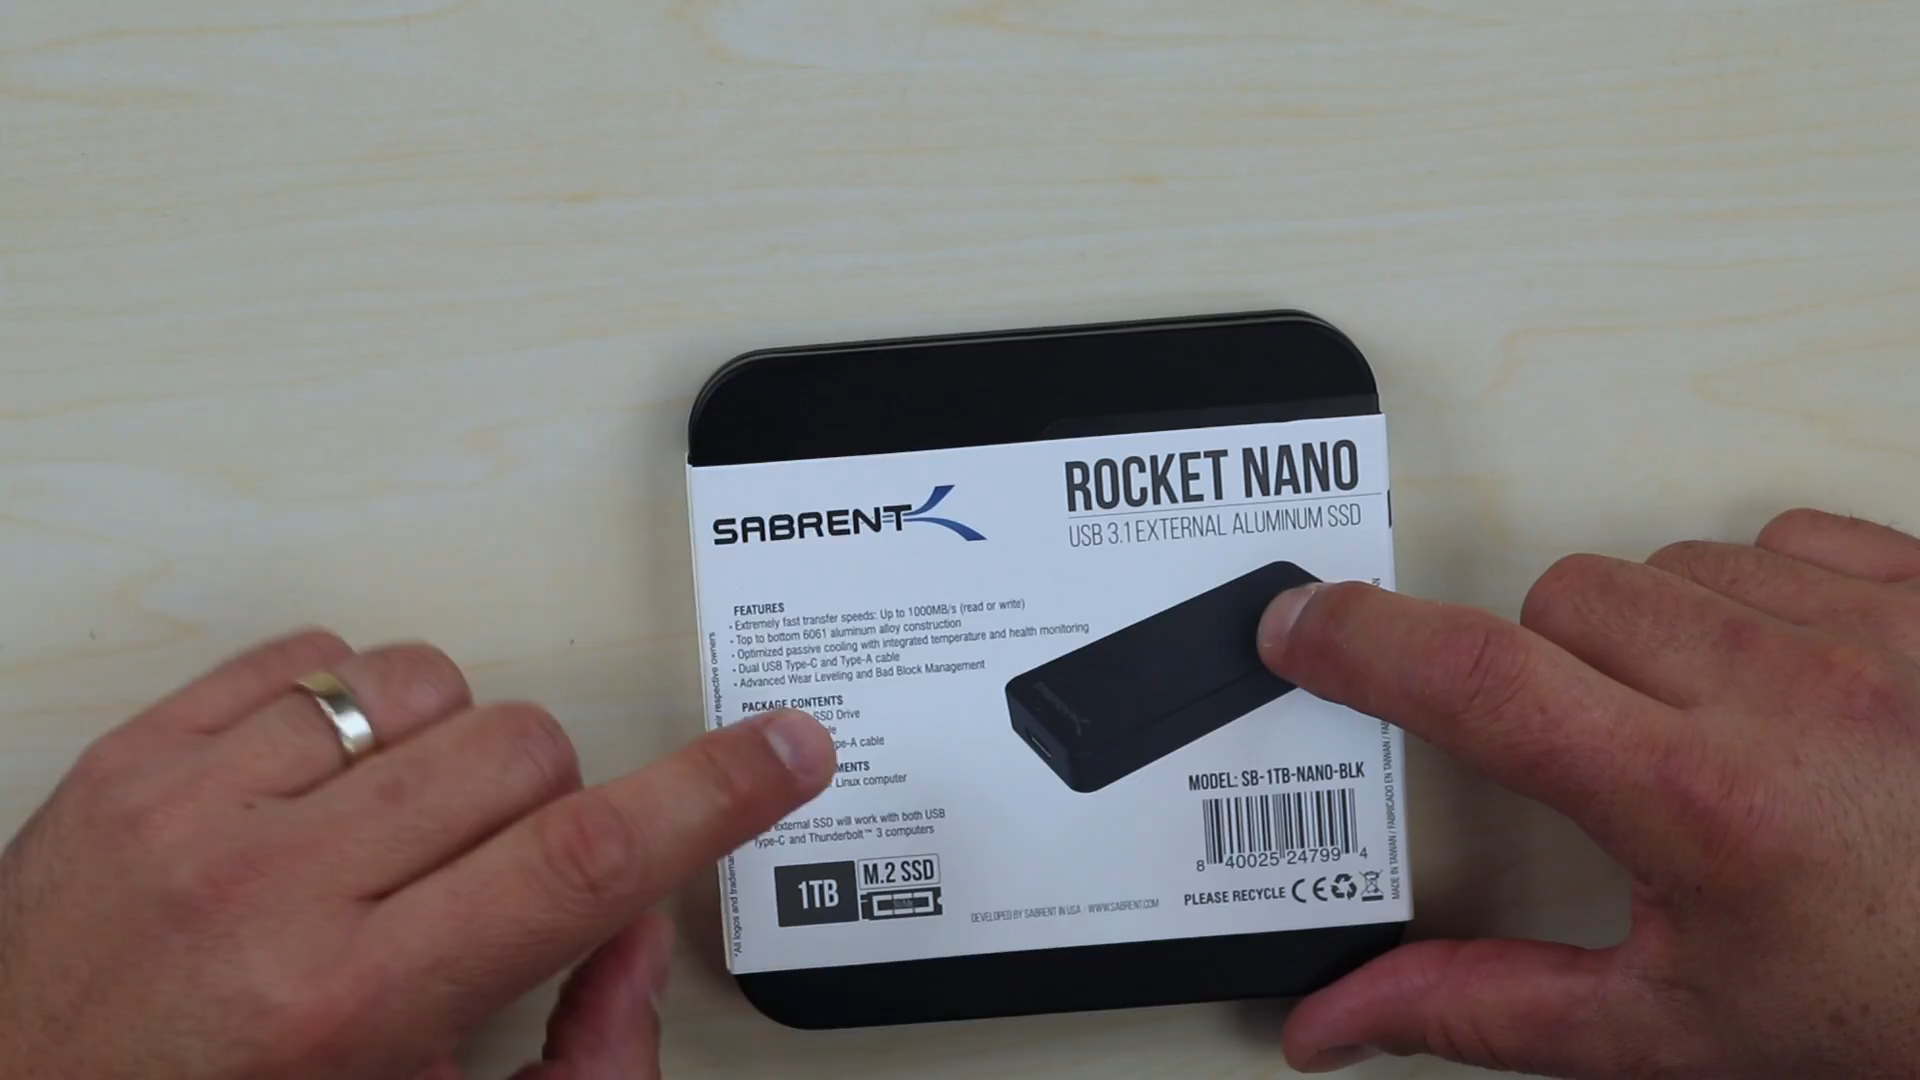 SABRENT
ROCKET NANO
USB 3.1 EXTERNAL ALUMINUM SSD
FEATURES
- Extremely fast transfer speeds: Up to 1000MB/s (read or write)
- Top to bottom 6061 aluminum alloy construction
- Optimized passive cooling with integrated temperature and health monitoring
- Dual USB Type-C and Type-A cable
- Advanced Wear Leveling and Bad Block Management
PACKAGE CONTENTS
SSD Drive
cable
Linux computer
external SSD will work with both USB
Type-C and Thunderbolt™ 3 computers
1TB
M.2 SSD
NVMe
SABRENT
MODEL: SB-1TB-NANO-BLK
8 40025 24799 4
PLEASE RECYCLE CE
DEVELOPED BY SABRENT IN USA | WWW.SABRENT.COM
MADE IN TAIWAN / FABRICADO EN TAIWAN / FAB
*All logos and
respective owners